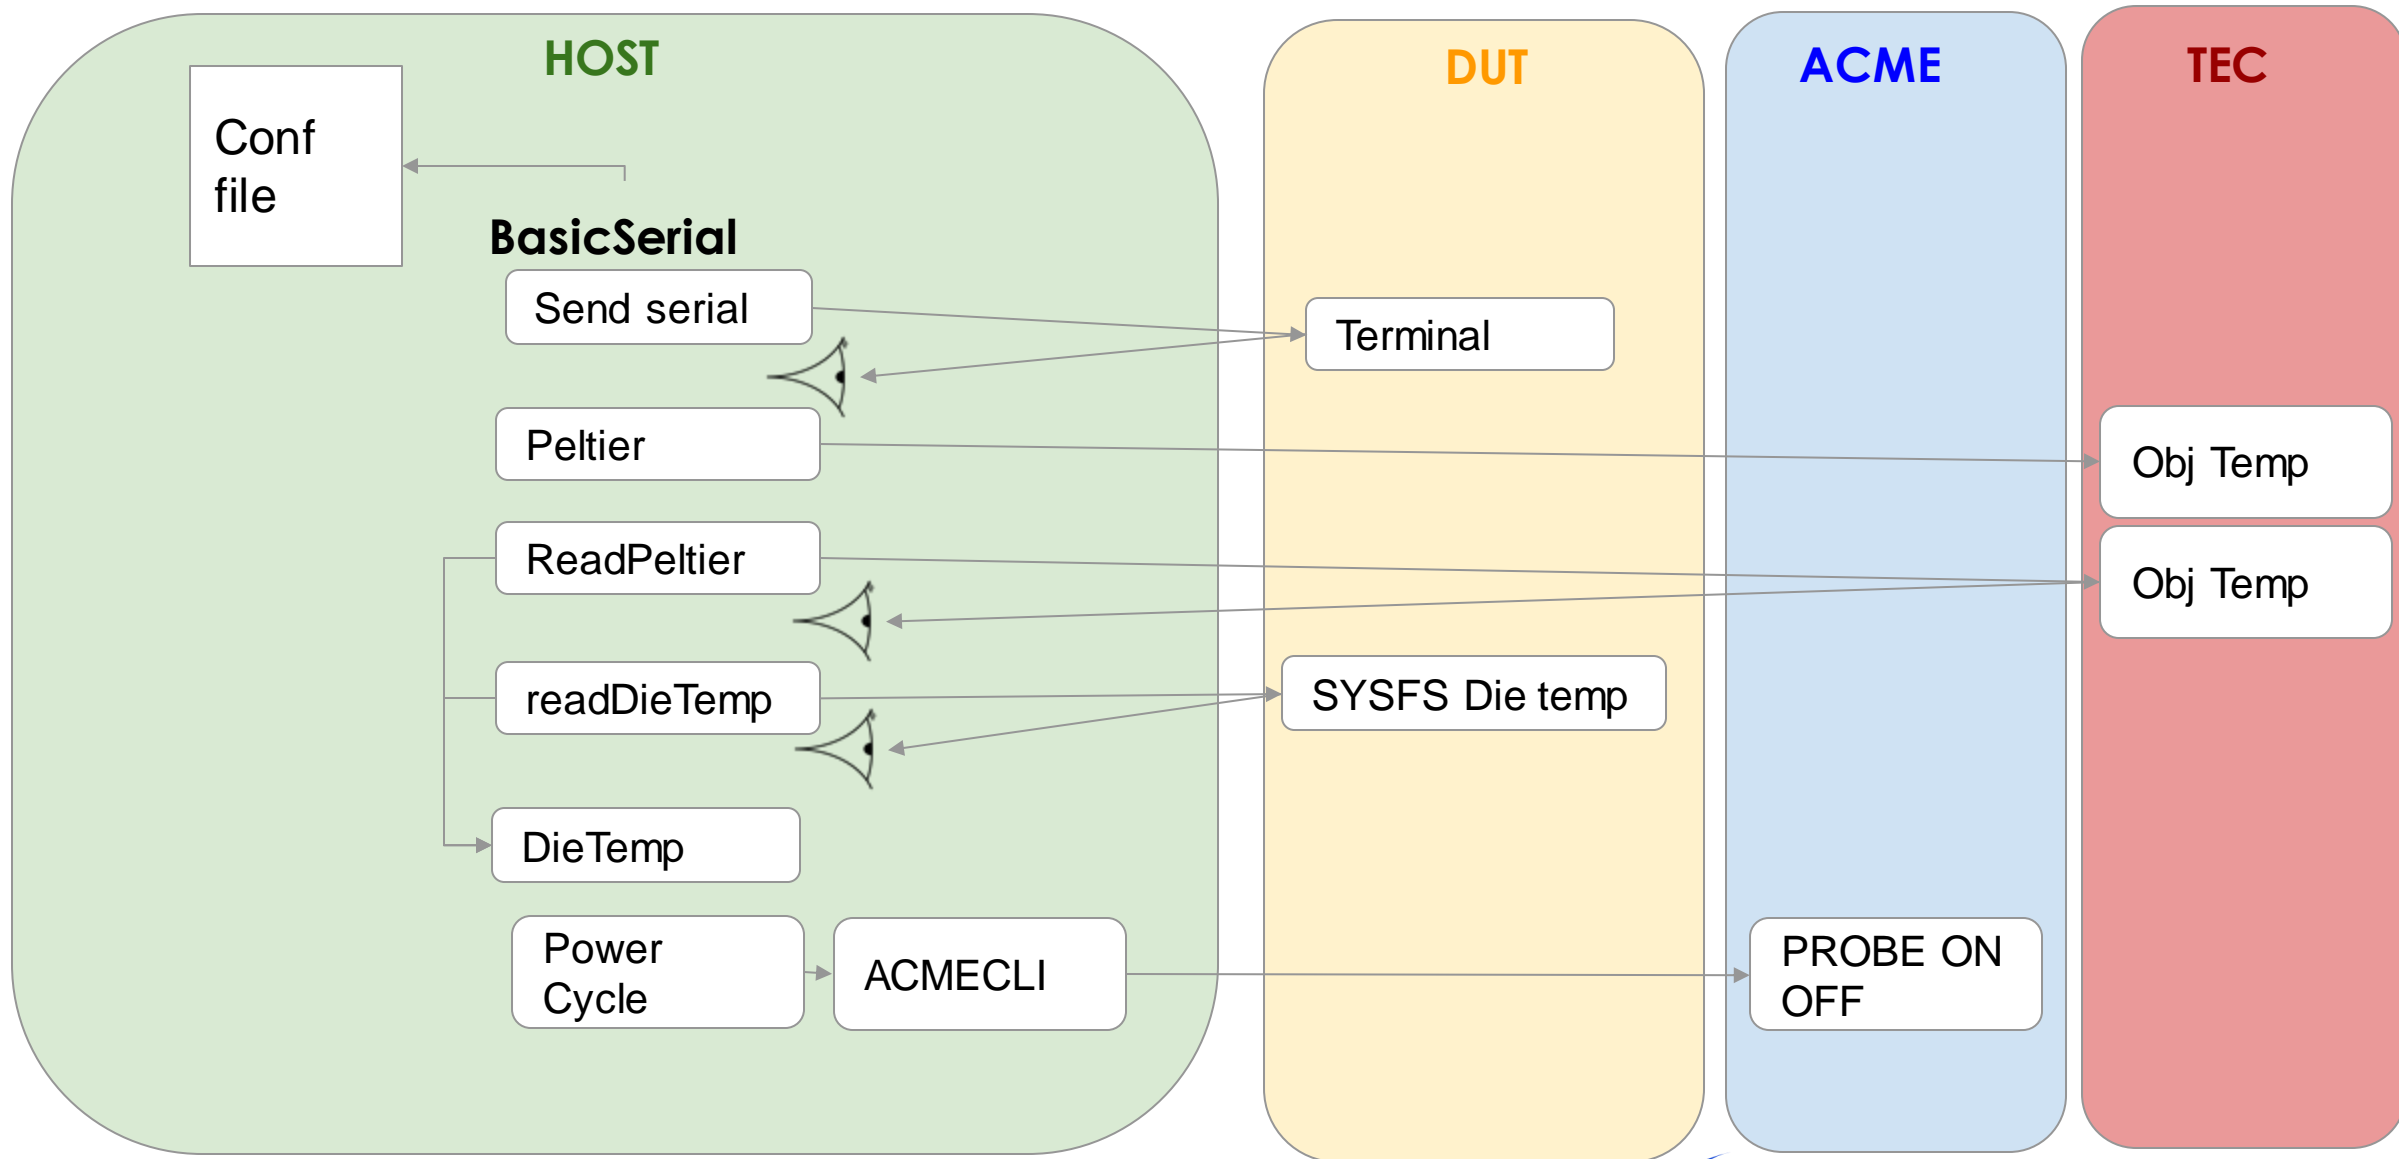 HOST
DUT
ACME
TEC
Conf
file
BasicSerial
Send serial
Terminal
Peltier
Obj Temp
ReadPeltier
Obj Temp
readDieTemp
SYSFS Die temp
DieTemp
Power
Cycle
ACMECLI
PROBE ON
OFF